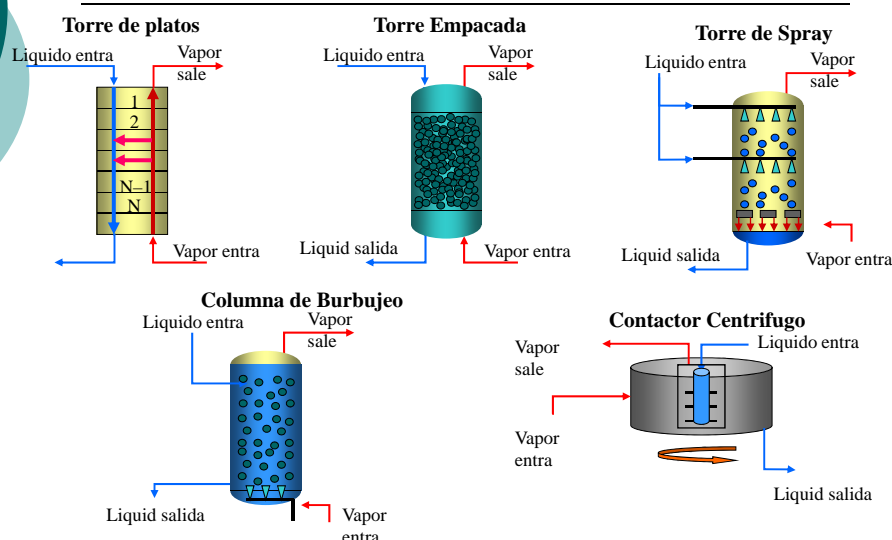 Torre de platos
Liquido entra
Vapor
sale
1
2
N–1
N
Vapor entra
Torre Empacada
Liquido entra
Vapor
sale
Liquid salida
Vapor entra
Torre de Spray
Liquido entra
Vapor
sale
Liquid salida
Vapor entra
Columna de Burbujeo
Liquido entra
Vapor
sale
Liquid salida
Vapor
entra
Contactor Centrifugo
Vapor
sale
Liquido entra
Vapor
entra
Liquid salida